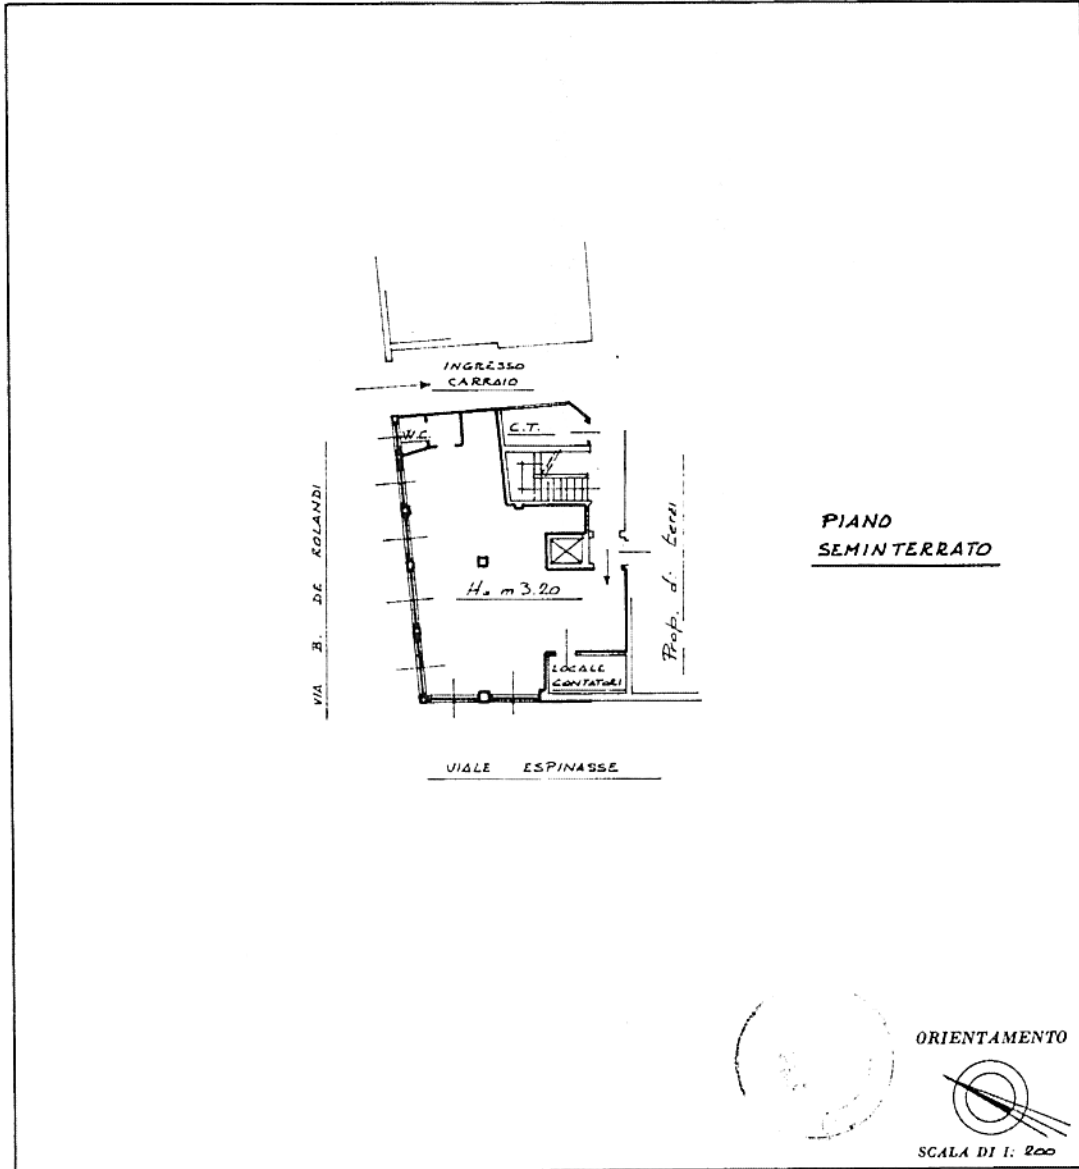 INGRESSO
CARRAIO
W.C.
C.T.
VIA B. DE ROLANDI
H= m 3.20
Prop. di Terzi
LOCALE
CONTATORI
VIALE ESPINASSE
PIANO
SEMINTERRATO
ORIENTAMENTO
SCALA DI 1: 200